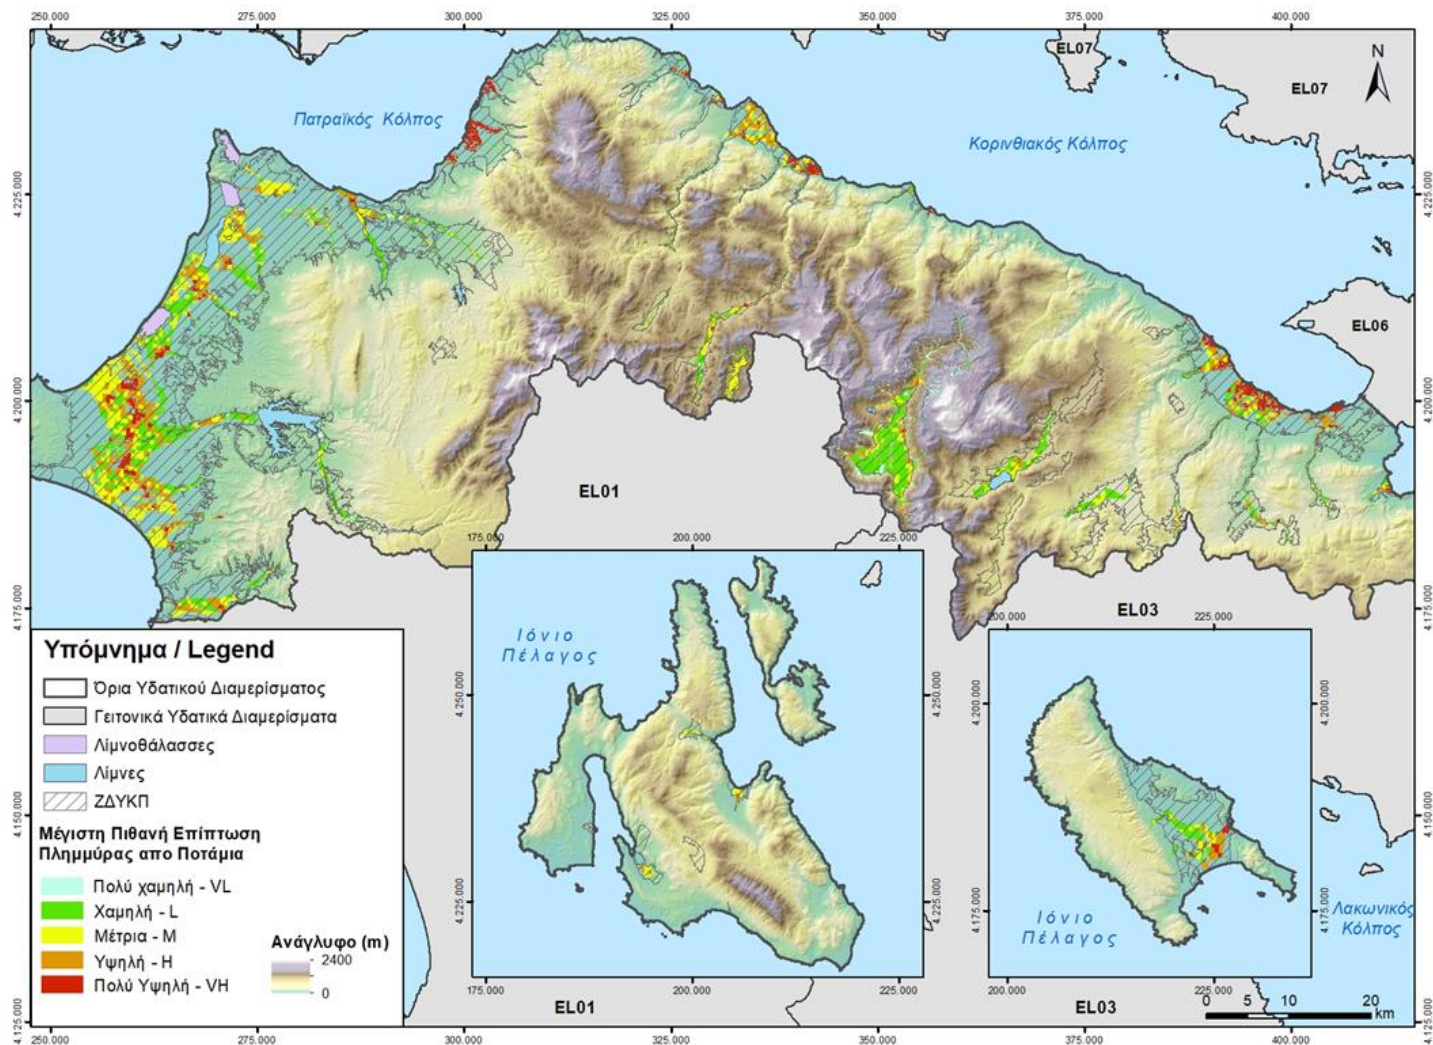 250.000 275.000 300.000 325.000 350.000 375.000 400.000
EL07
N
EL07
Πατραϊκός Κόλπος
Κορινθιακός Κόλπος
4.225.000 4.225.000
EL06
4.200.000 4.200.000
EL01
175.000 200.000 225.000
4.175.000 4.175.000
EL03
200.000 225.000
Ιόνιο
Πέλαγος
4.250.000 4.250.000
4.225.000 4.225.000
175.000 200.000 225.000
4.200.000 4.200.000
4.175.000 4.175.000
Ιόνιο
Πέλαγος
200.000 225.000
Λακωνικός
Κόλπος
4.150.000 4.150.000
Υπόμνημα / Legend
Όρια Υδατικού Διαμερίσματος
Γειτονικά Υδατικά Διαμερίσματα
Λιμνοθάλασσες
Λίμνες
ΖΔΥΚΠ
Μέγιστη Πιθανή Επίπτωση
Πλημμύρας απο Ποτάμια
Πολύ χαμηλή - VL
Χαμηλή - L
Μέτρια - M
Υψηλή - H
Πολύ Υψηλή - VH
Ανάγλυφο (m)
2400
0
EL01
EL03
0 5 10 20
km
4.125.000 4.125.000
250.000 275.000 300.000 325.000 350.000 375.000 400.000